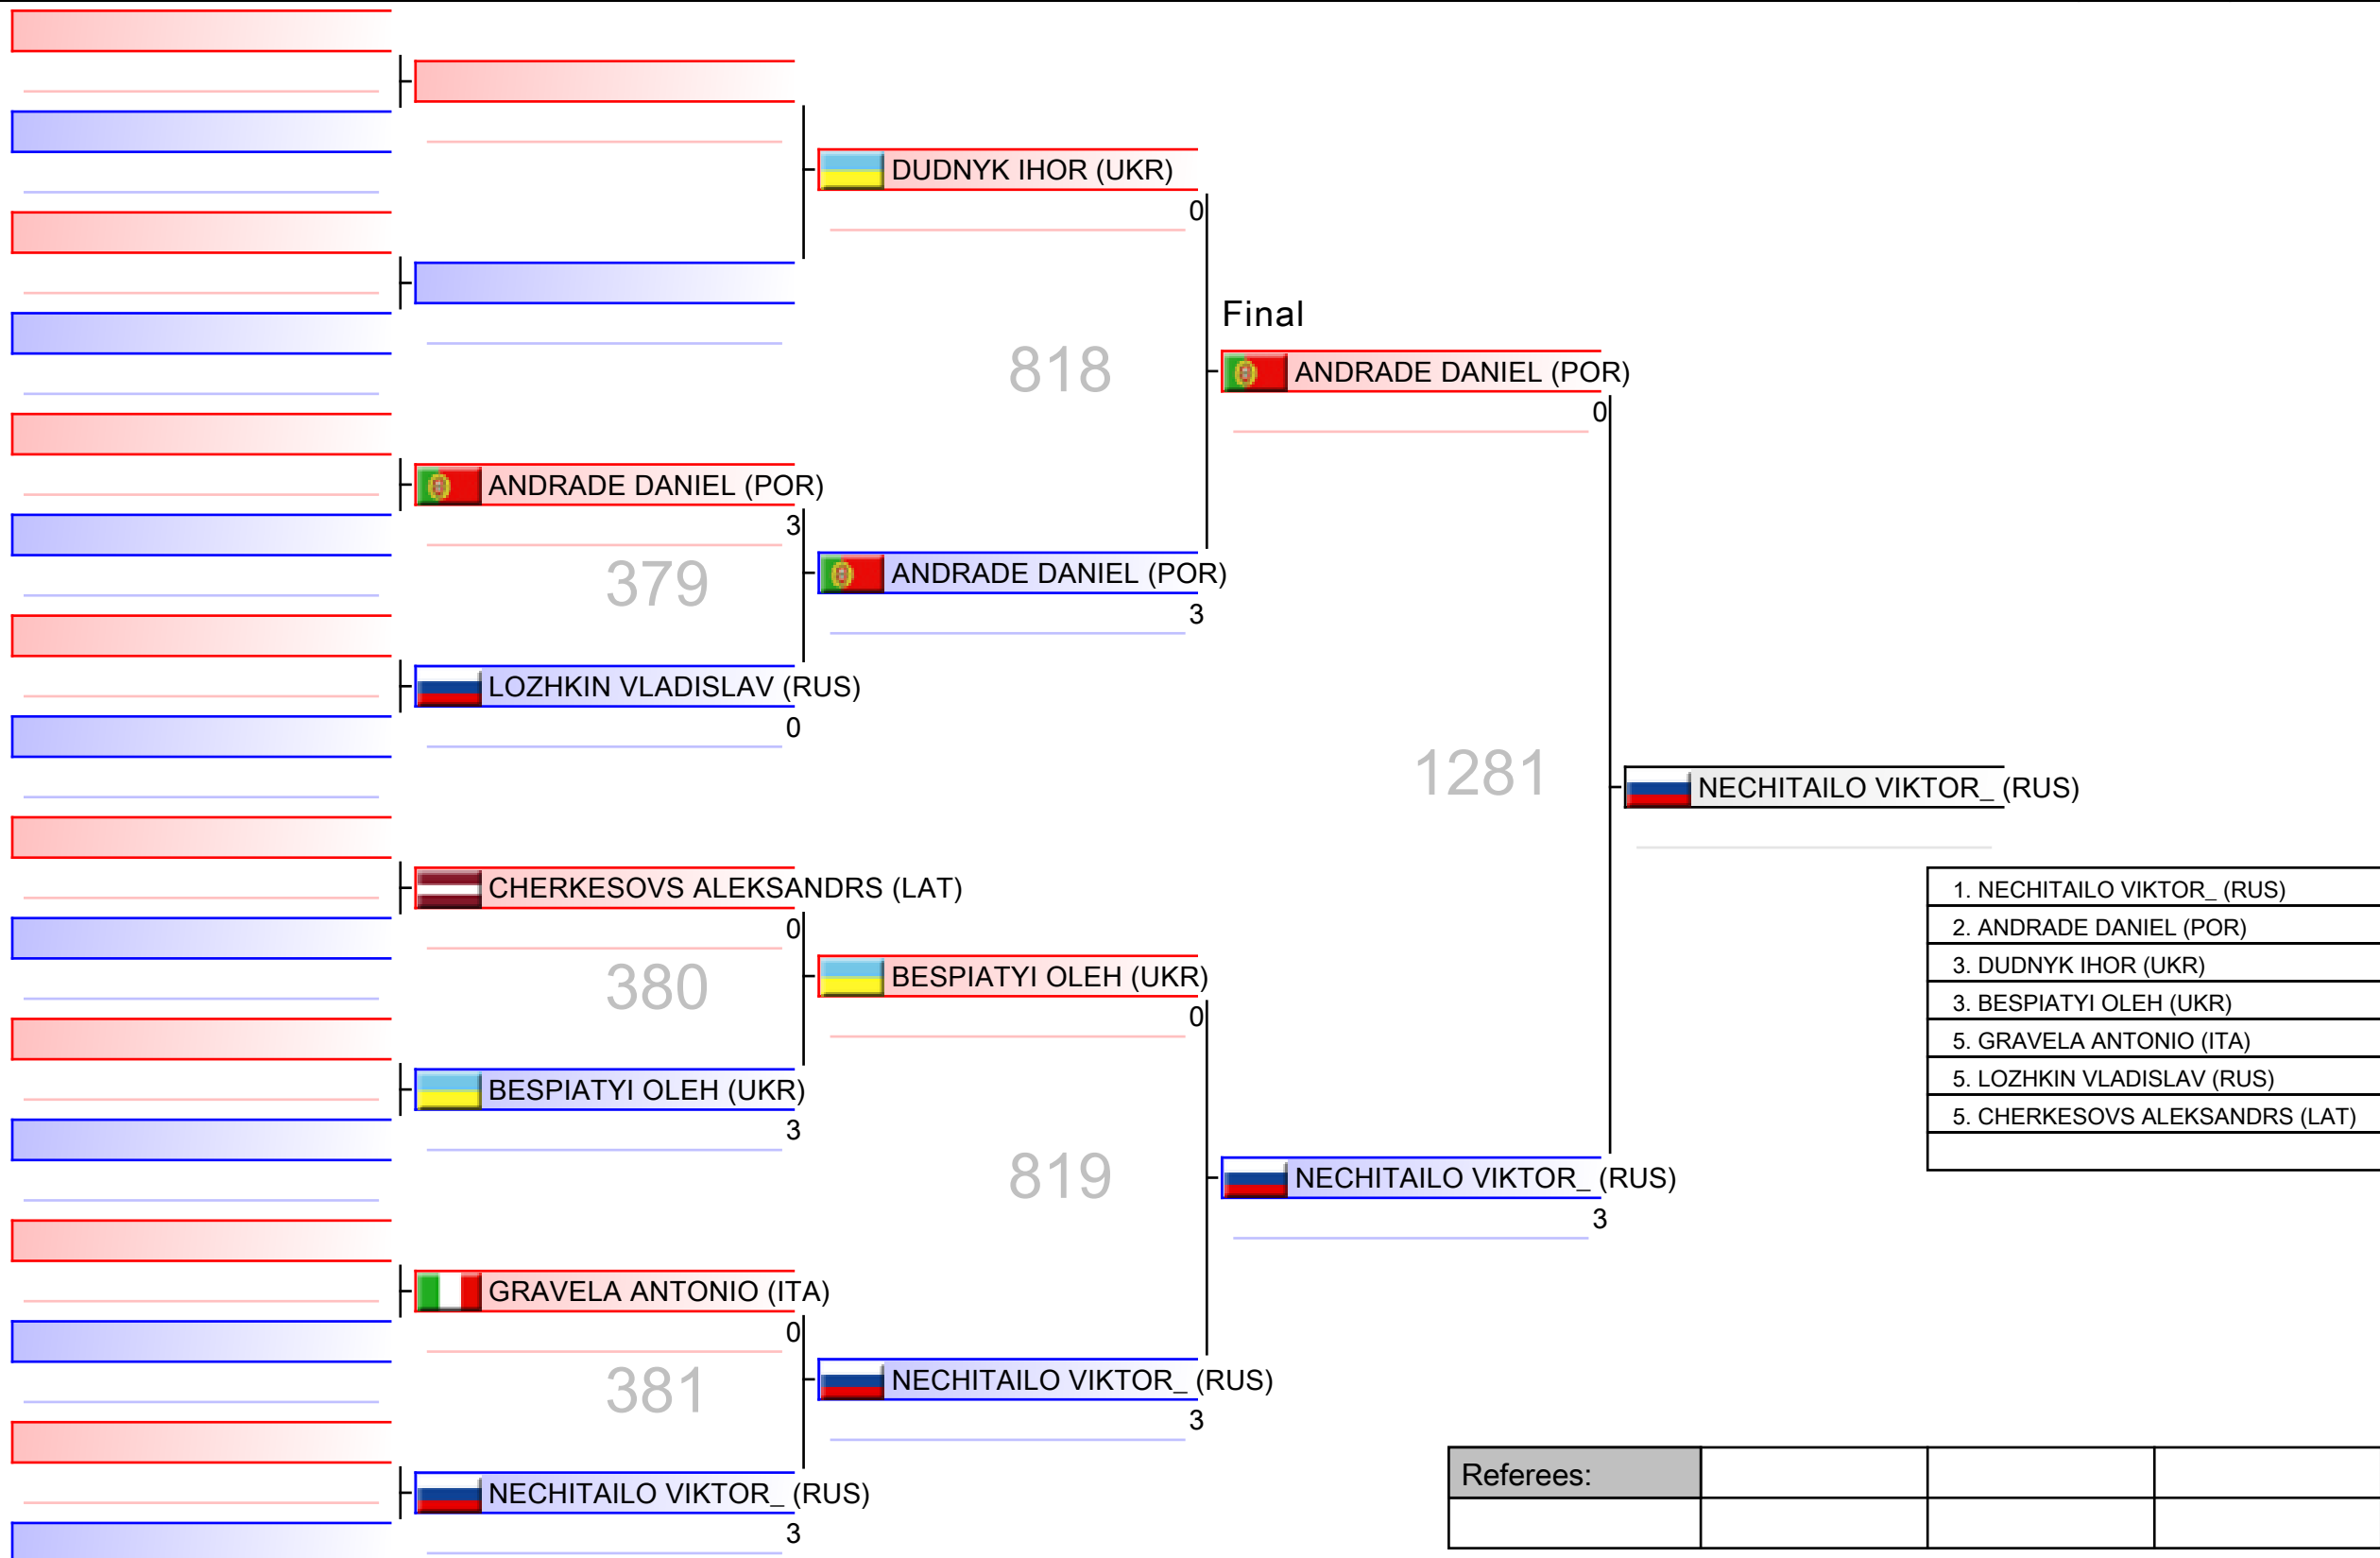 DUDNYK IHOR (UKR)
0
Final
818
ANDRADE DANIEL (POR)
0
ANDRADE DANIEL (POR)
3
379
ANDRADE DANIEL (POR)
3
LOZHKIN VLADISLAV (RUS)
0
1281
NECHITAILO VIKTOR_ (RUS)
CHERKESOVS ALEKSANDRS (LAT)
0
380
BESPIATYI OLEH (UKR)
0
BESPIATYI OLEH (UKR)
3
819
NECHITAILO VIKTOR_ (RUS)
3
GRAVELA ANTONIO (ITA)
0
381
NECHITAILO VIKTOR_ (RUS)
3
NECHITAILO VIKTOR_ (RUS)
3
1. NECHITAILO VIKTOR_ (RUS)
2. ANDRADE DANIEL (POR)
3. DUDNYK IHOR (UKR)
3. BESPIATYI OLEH (UKR)
5. GRAVELA ANTONIO (ITA)
5. LOZHKIN VLADISLAV (RUS)
5. CHERKESOVS ALEKSANDRS (LAT)
Referees: